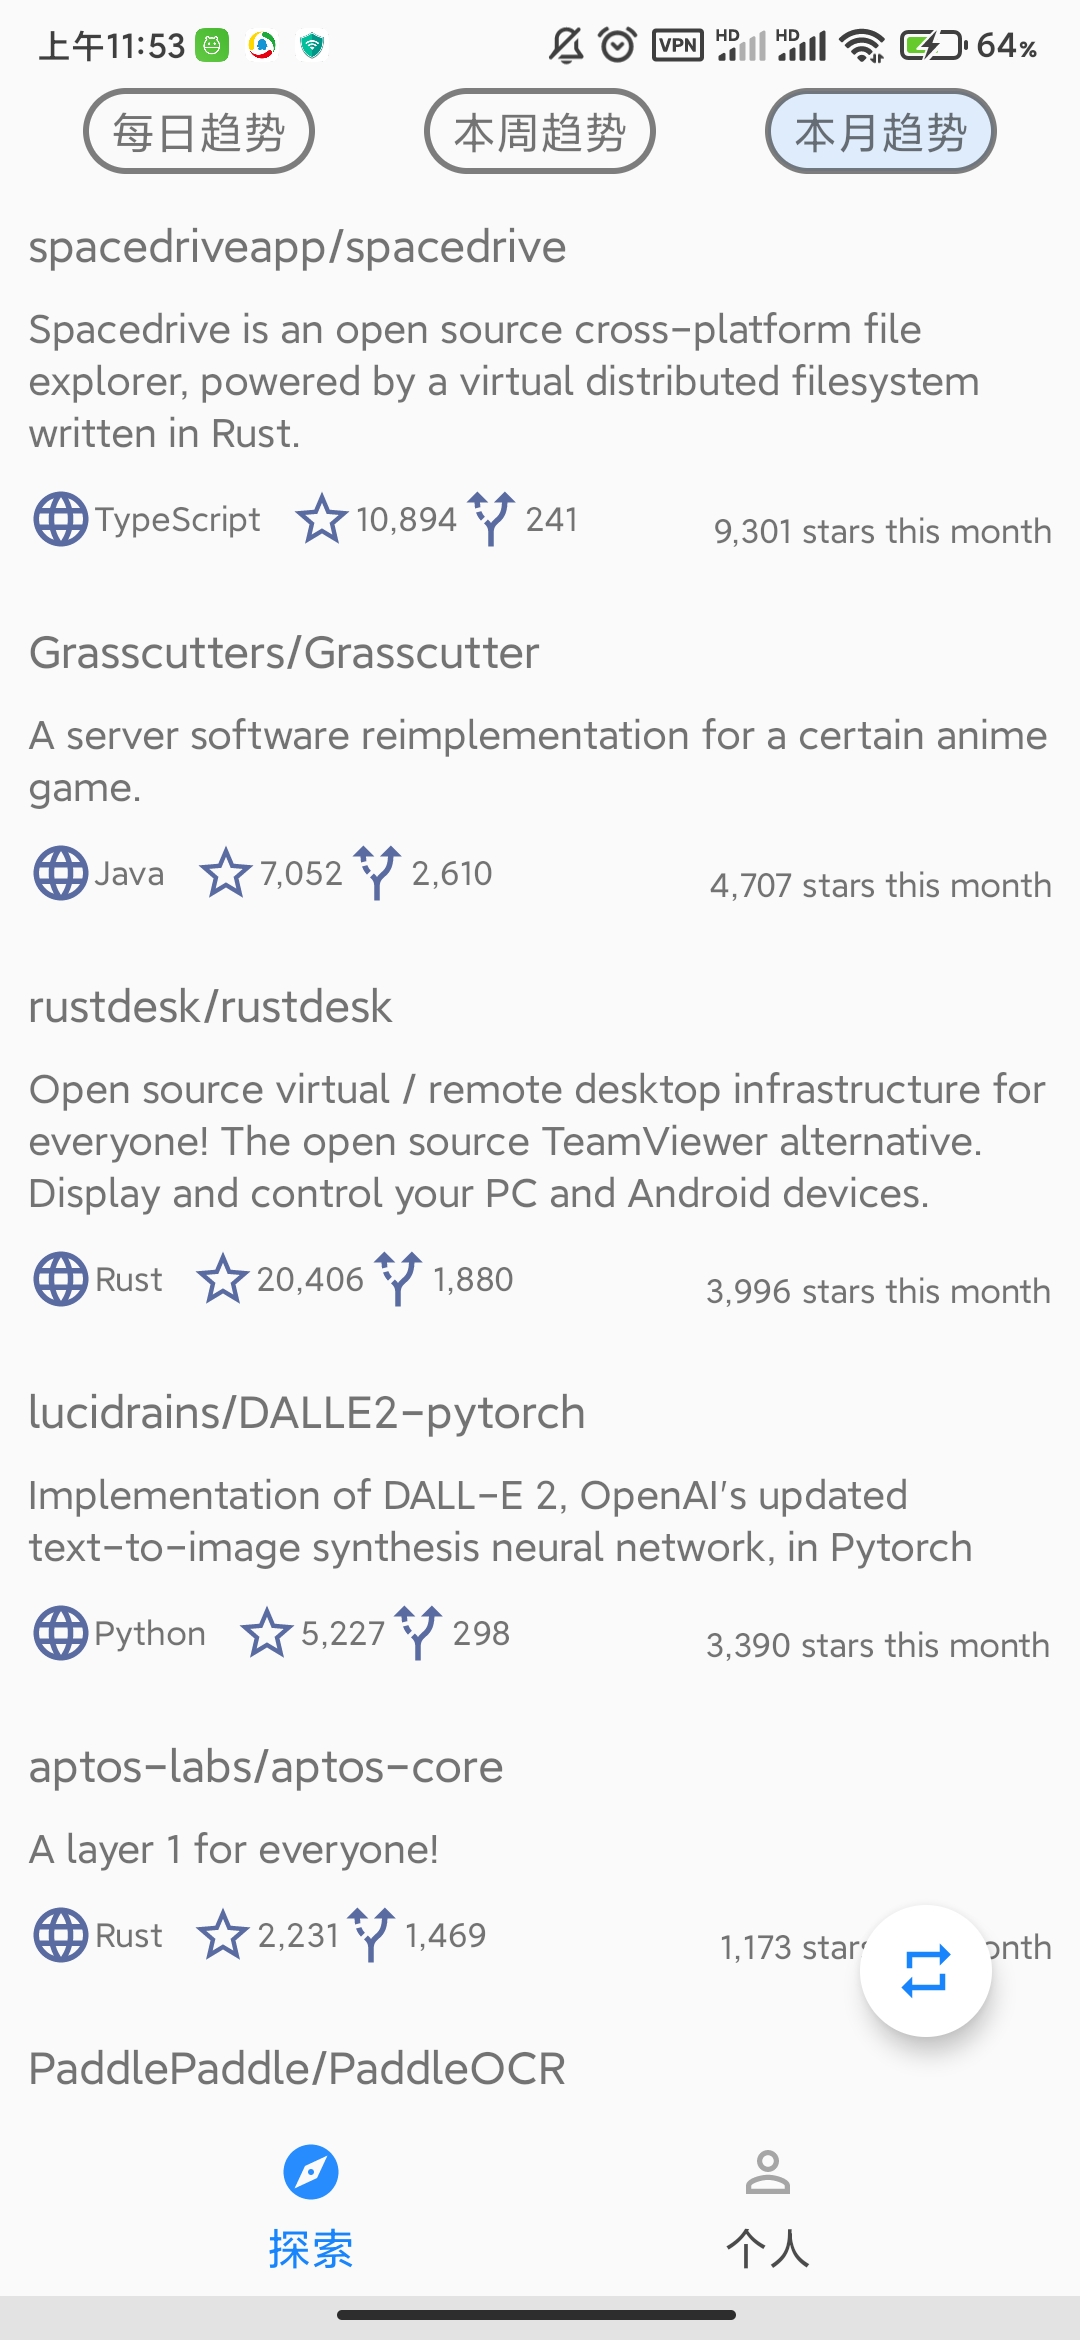 上午11:53
VPN HD HD 64%
每日趋势 本周趋势 本月趋势
spacedriveapp/spacedrive
Spacedrive is an open source cross-platform file
explorer, powered by a virtual distributed filesystem
written in Rust.
TypeScript 10,894 241 9,301 stars this month
Grasscutters/Grasscutter
A server software reimplementation for a certain anime
game.
Java 7,052 2,610 4,707 stars this month
rustdesk/rustdesk
Open source virtual / remote desktop infrastructure for
everyone! The open source TeamViewer alternative.
Display and control your PC and Android devices.
Rust 20,406 1,880 3,996 stars this month
lucidrains/DALLE2-pytorch
Implementation of DALL-E 2, OpenAI's updated
text-to-image synthesis neural network, in Pytorch
Python 5,227 298 3,390 stars this month
aptos-labs/aptos-core
A layer 1 for everyone!
Rust 2,231 1,469 1,173
PaddlePaddle/PaddleOCR
探索 个人